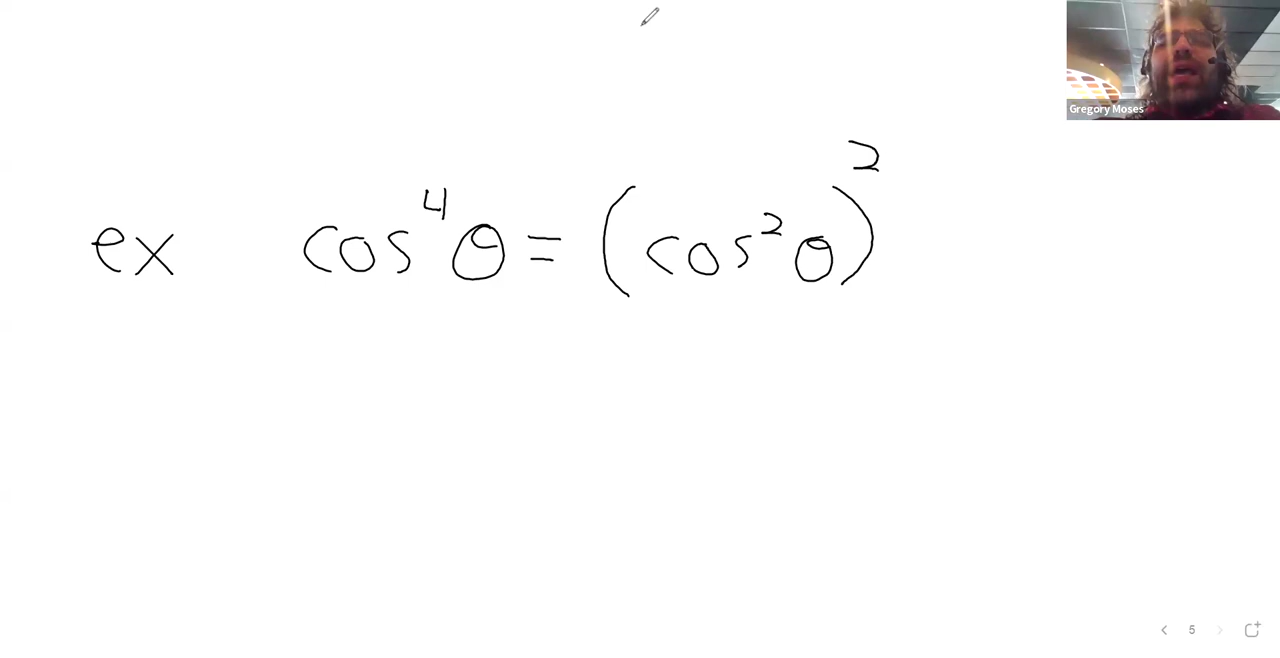 Gregory Moses
ex cos⁴θ = (cos²θ)²
5